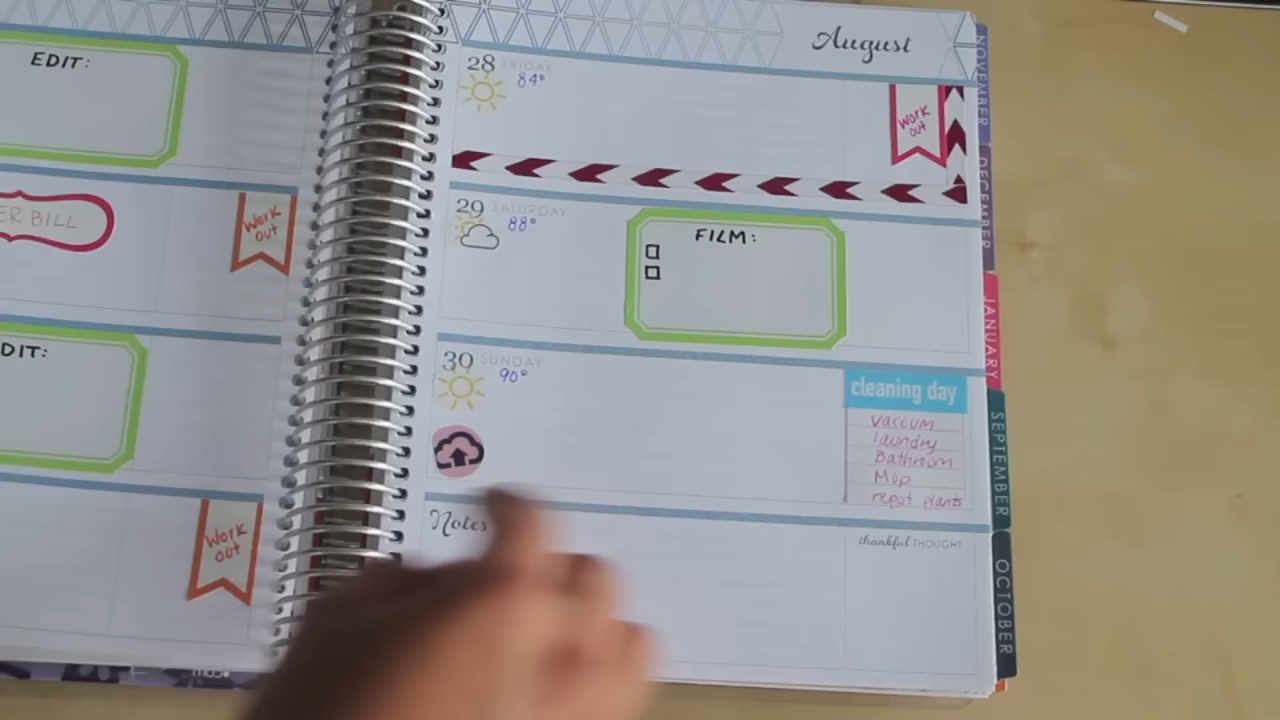 EDIT:
ER BILL
Work
out
DIT:
Work
out
August
28 FRIDAY
84°
Work
out
29 SATURDAY
88°
FILM:
30 SUNDAY
90°
cleaning day
Vaccum
laundry
Bathroom
Mop
repot plants
Notes
thankful THOUGHT
NOVEMBER
DECEMBER
JANUARY
SEPTEMBER
OCTOBER